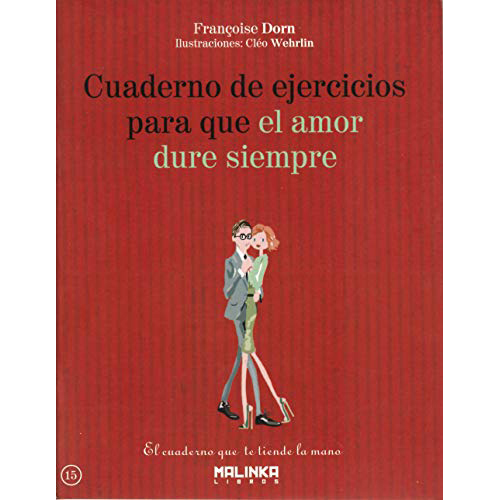 Françoise Dorn
Ilustraciones: Cléo Wehrlin
Cuaderno de ejercicios
para que el amor
dure siempre
El cuaderno que te tiende la mano
15
MALINKA
LIBROS